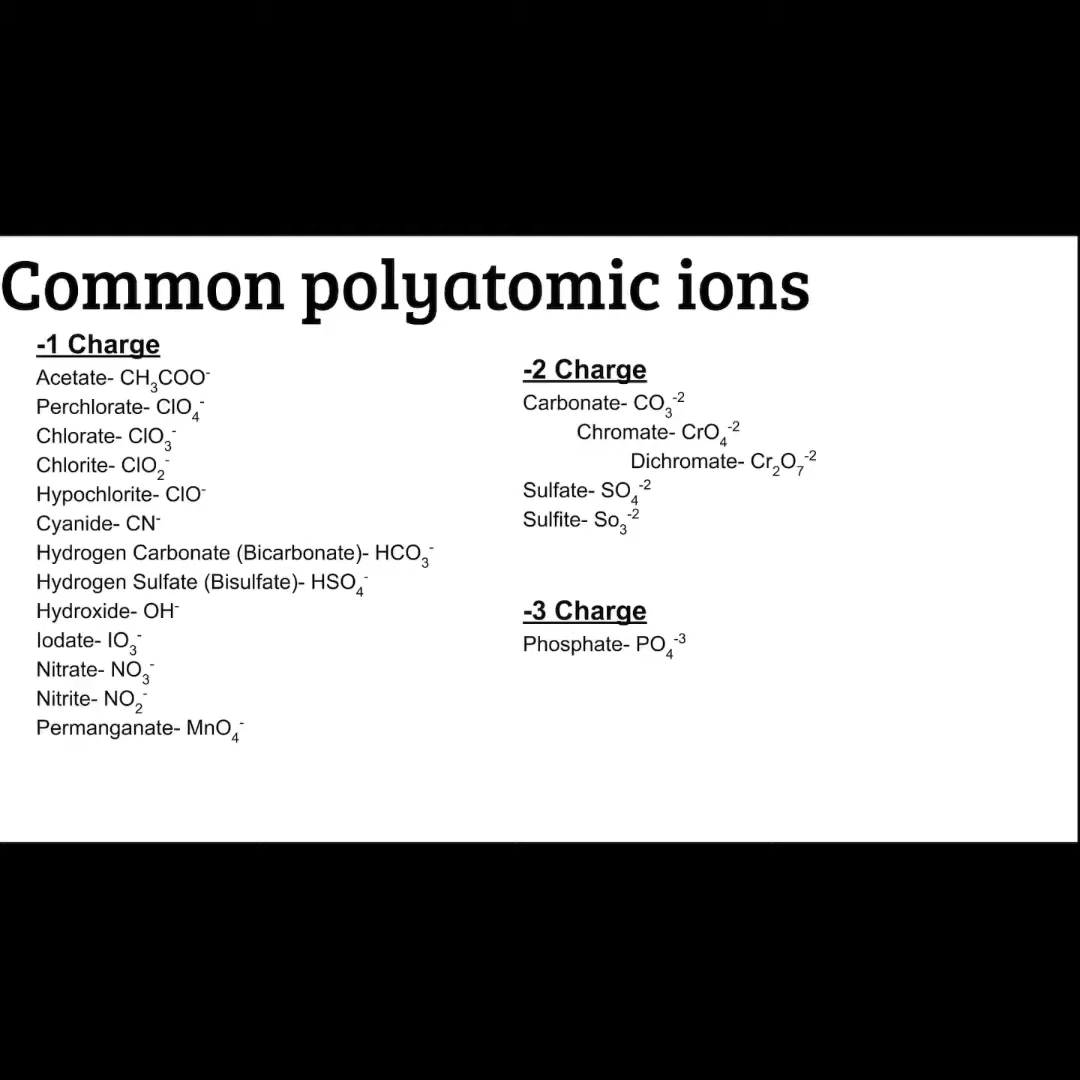 Common polyatomic ions
-1 Charge
Acetate- CH₃COO⁻
Perchlorate- ClO₄⁻
Chlorate- ClO₃⁻
Chlorite- ClO₂⁻
Hypochlorite- ClO⁻
Cyanide- CN⁻
Hydrogen Carbonate (Bicarbonate)- HCO₃⁻
Hydrogen Sulfate (Bisulfate)- HSO₄⁻
Hydroxide- OH⁻
Iodate- IO₃⁻
Nitrate- NO₃⁻
Nitrite- NO₂⁻
Permanganate- MnO₄⁻
-2 Charge
Carbonate- CO₃⁻²
Chromate- CrO₄⁻²
Dichromate- Cr₂O₇⁻²
Sulfate- SO₄⁻²
Sulfite- So₃⁻²
-3 Charge
Phosphate- PO₄⁻³